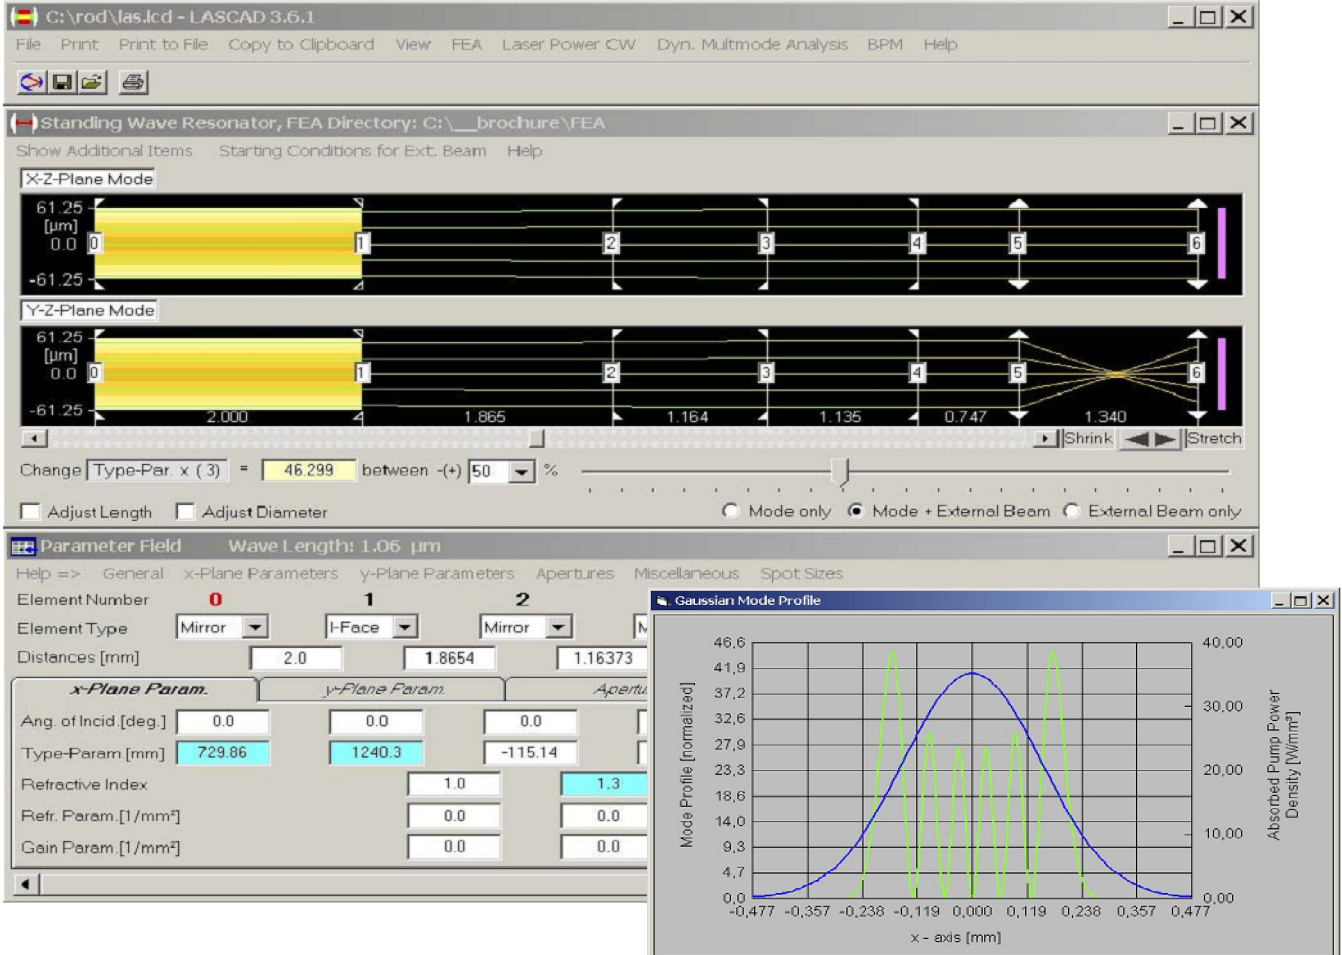 C:\rod\las.lcd - LASCAD 3.6.1
File Print Print to File Copy to Clipboard View FEA Laser Power CW Dyn. Multmode Analysis BPM Help
Standing Wave Resonator, FEA Directory: C:\__brochure\FEA
Show Additional Items Starting Conditions for Ext. Beam Help
X-Z-Plane Mode
61.25
[µm]
0.0 0 1 2 3 4 5 6
-61.25
Y-Z-Plane Mode
61.25
[µm]
0.0 0 1 2 3 4 5 6
-61.25 2.000 1.865 1.164 1.135 0.747 1.340
Shrink Stretch
Change Type-Par. x ( 3) = 46.299 between -(+) 50 %
Adjust Length Adjust Diameter Mode only Mode + External Beam External Beam only
Parameter Field Wave Length: 1.06 µm
Help => General x-Plane Parameters y-Plane Parameters Apertures Miscellaneous Spot Sizes
Element Number 0 1 2
Element Type Mirror I-Face Mirror
Distances [mm] 2.0 1.8654 1.16373
x-Plane Param. y-Plane Param. Apertu
Ang. of Incid.[deg.] 0.0 0.0 0.0
Type-Param.[mm] 729.86 1240.3 -115.14
Refractive Index 1.0 1.3
Refr. Param.[1/mm²] 0.0 0.0
Gain Param.[1/mm²] 0.0 0.0
Gaussian Mode Profile
Mode Profile [normalized]
46,6
41,9
37,2
32,6
27,9
23,3
18,6
14,0
9,3
4,7
0,0
40,00
30,00
20,00
10,00
0,00
Absorbed Pump Power
Density [W/mm³]
-0,477 -0,357 -0,238 -0,119 0,000 0,119 0,238 0,357 0,477
x - axis [mm]